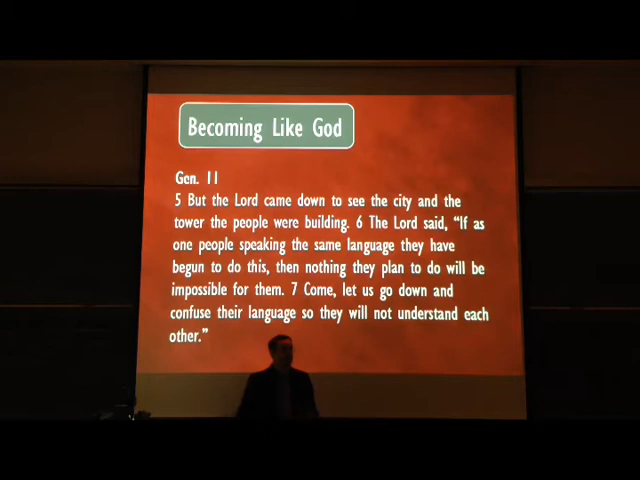 Becoming Like God
Gen. 11
5 But the Lord came down to see the city and the
tower the people were building. 6 The Lord said, “If as
one people speaking the same language they have
begun to do this, then nothing they plan to do will be
impossible for them. 7 Come, let us go down and
confuse their language so they will not understand each
other.”